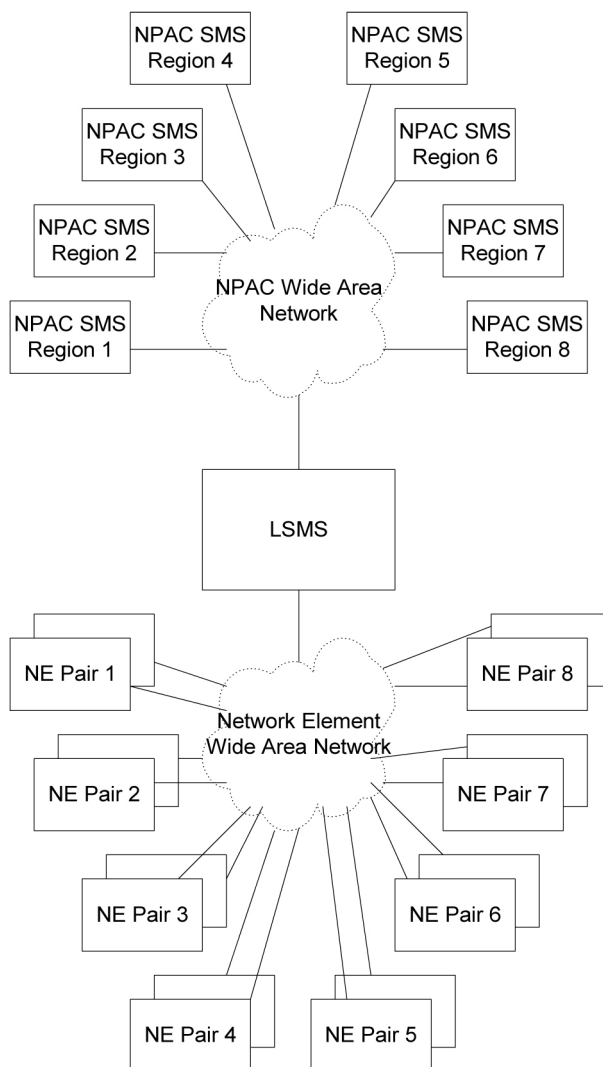 NPAC SMS
Region 4
NPAC SMS
Region 5
NPAC SMS
Region 3
NPAC SMS
Region 6
NPAC SMS
Region 2
NPAC SMS
Region 7
NPAC Wide Area
Network
NPAC SMS
Region 1
NPAC SMS
Region 8
LSMS
NE Pair 1
NE Pair 8
Network Element
Wide Area Network
NE Pair 2
NE Pair 7
NE Pair 3
NE Pair 6
NE Pair 4
NE Pair 5